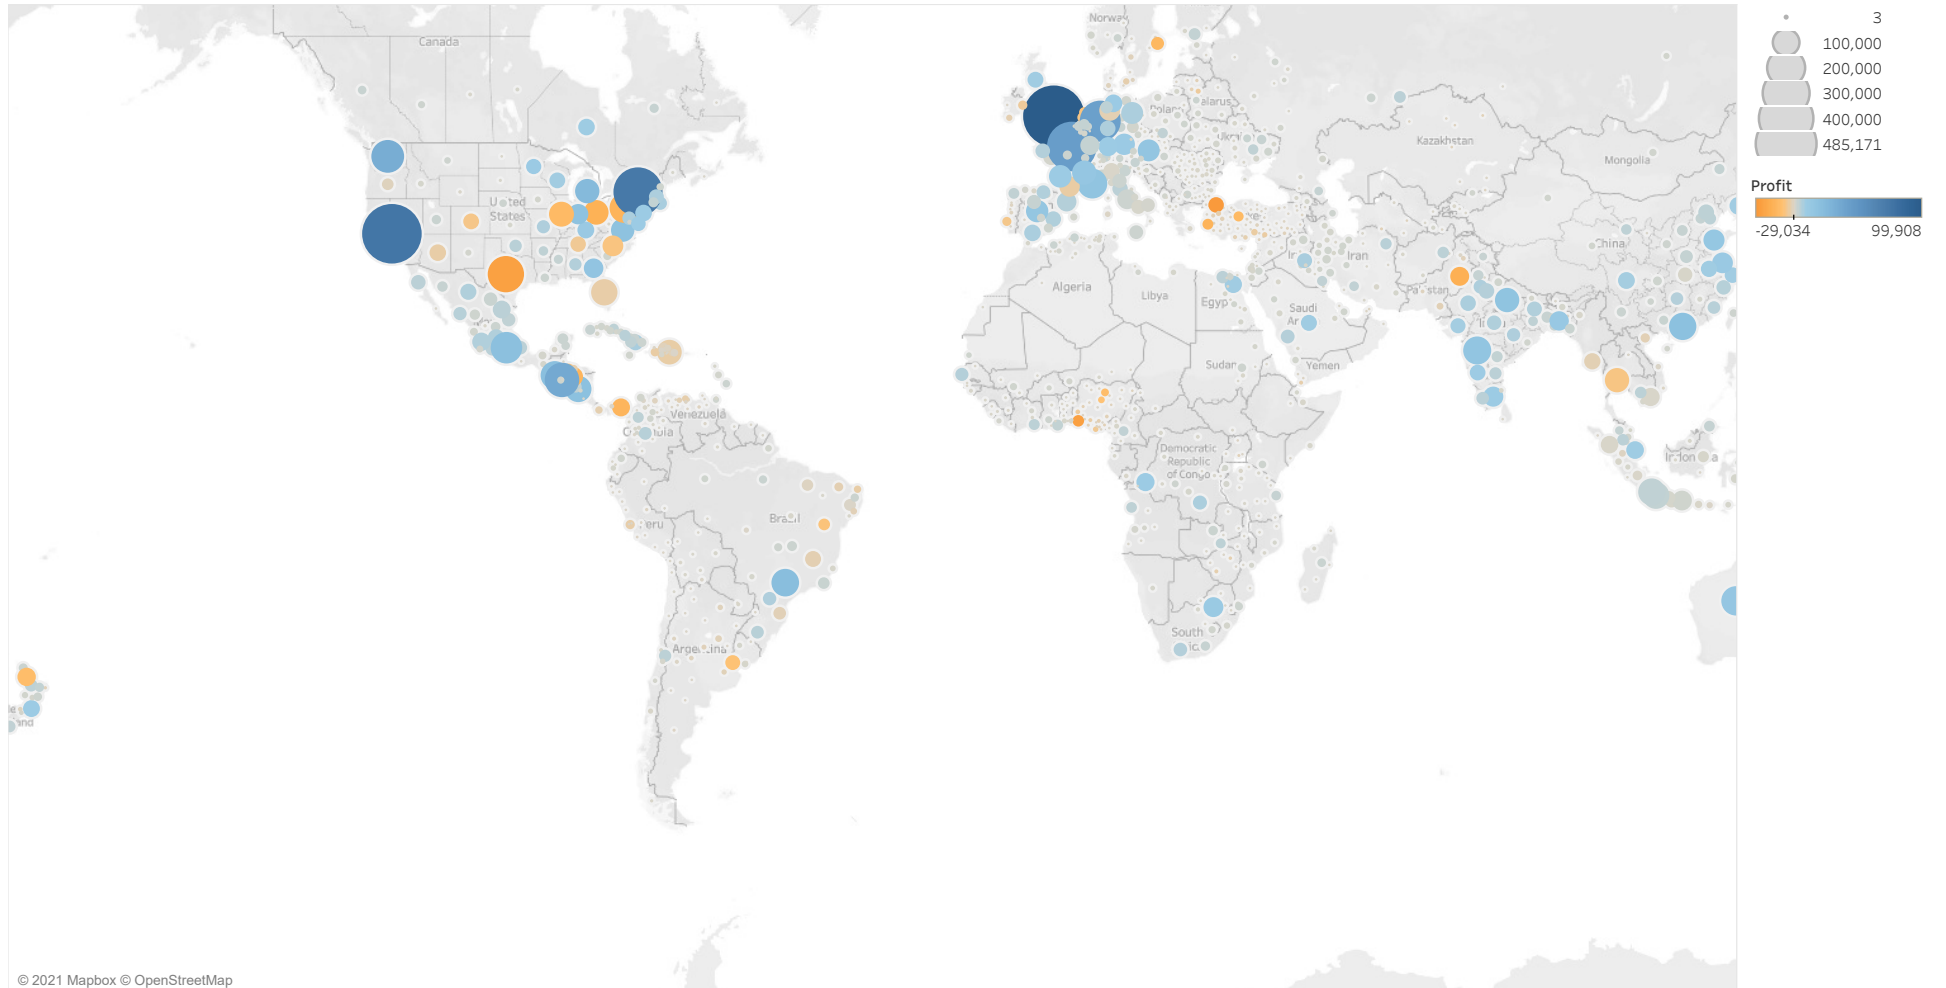 Norway
Canada
3
100,000
200,000
300,000
400,000
485,171
Profit
-29,034 99,908
Kazakhstan
Mongolia
United
States
China
Iran
Algeria
Libya
Egypt
Saudi
Sudan
Yemen
Venezuela
Democratic
Republic
of Congo
Brazil
South
Argentina
© 2021 Mapbox © OpenStreetMap